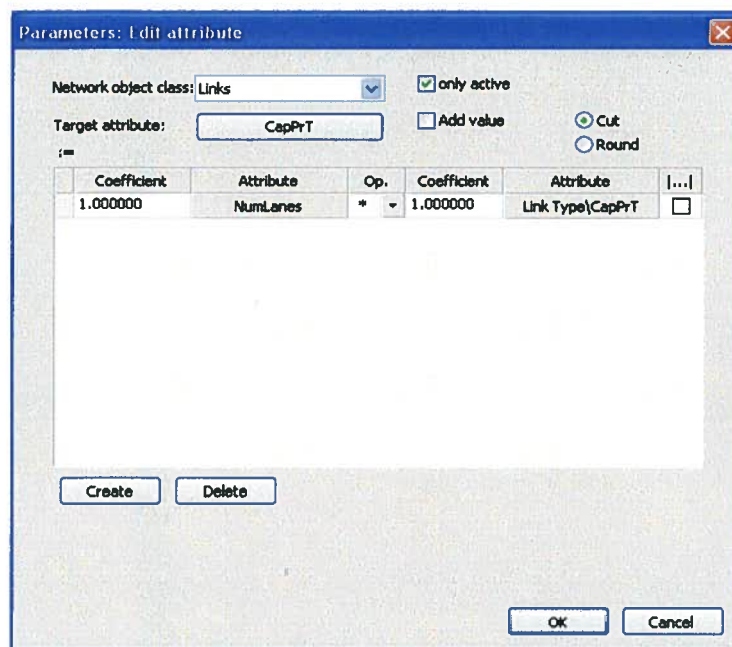 Parameters: Edit attribute
Network object class: Links
only active
Target attribute: CapPrT
Add value
Cut
Round
:=
Coefficient Attribute Op. Coefficient Attribute |...|
1.000000 NumLanes * 1.000000 Link Type\CapPrT
Create Delete
OK Cancel